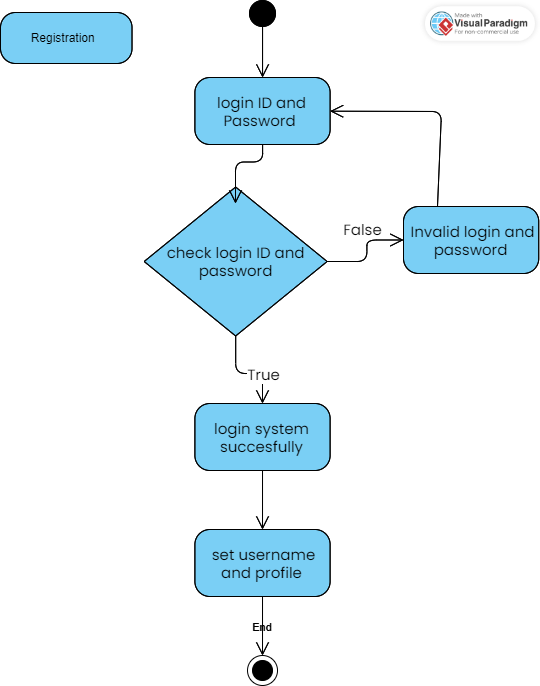 Registration
Made with
Visual Paradigm
For non-commercial use
login ID and
Password
False
Invalid login and
password
check login ID and
password
True
login system
succesfully
set username
and profile
End